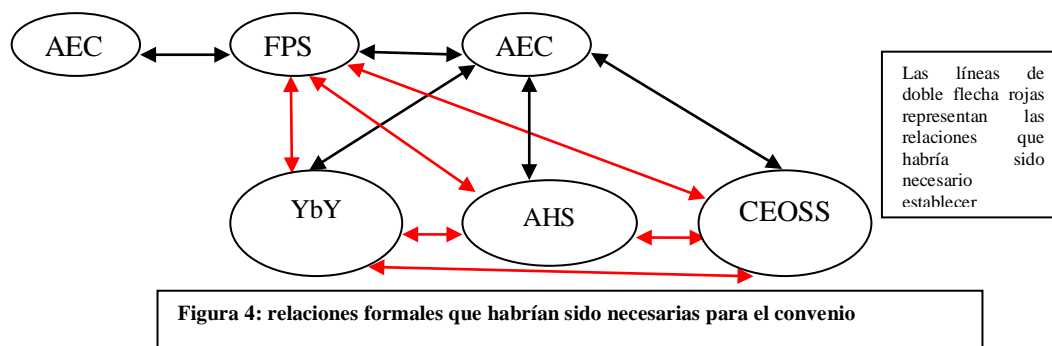 AEC
FPS
AEC
Las líneas de
doble flecha rojas
representan las
relaciones que
habría sido
necesario
establecer
YbY
AHS
CEOSS
Figura 4: relaciones formales que habrían sido necesarias para el convenio